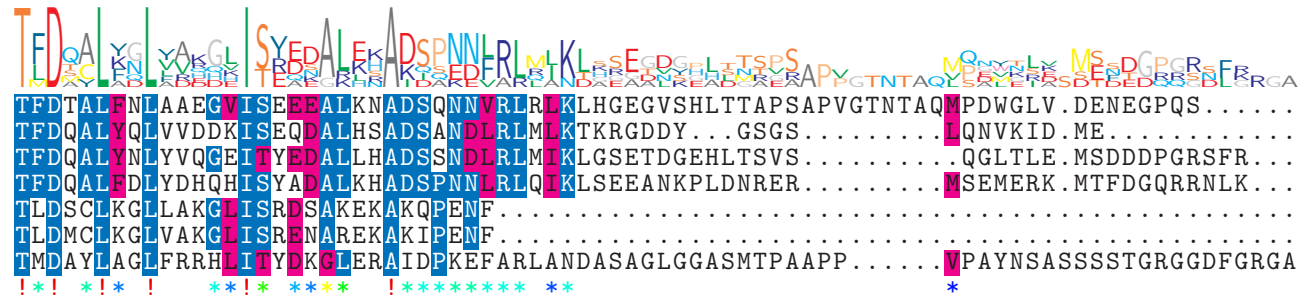 TFDTALFNLAAEGVISEEEALKNADSQNNVRLRLKLHGEGVSHLTTAPSAPVGTNTAQMPDWGLV.DENEGPQS......
TFDQALYQLVVDDKISEQDALHSADSANDLRLMLKTKRGDDY...GSGS.........LQNVKID.ME............
TFDQALYNLYVQGEITYEDALLHADSSNDLRLMIKLGSETDGEHLTSVS..........QGLTLE.MSDDDPGRSFR...
TFDQALFDLYDHQHISYADALKHADSPNNLRLQIKLSEEANKPLDNRER.........MSEMERK.MTFDGQRRNLK...
TLDSCLKGLLAKGLISRDSAKEKAKQPENF..................................................
TLDMCLKGLVAKGLISRENAREKAKIPENF..................................................
TMDAYLAGLFRRHLITYDKGLERAIDPKEFARLANDASAGLGGASMTPAAPP......VPAYNSASSSSTGRGGDFGRGA
!*! *!* !   **!* ****  !******** **                       *